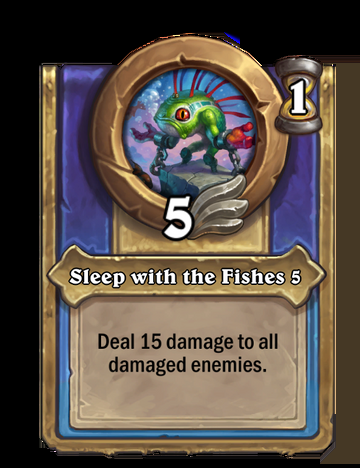 1
5
Sleep with the Fishes 5
Deal 15 damage to all
damaged enemies.